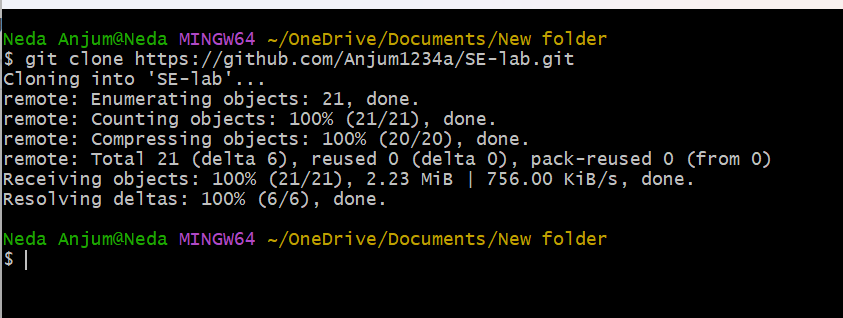 Neda Anjum@Neda MINGW64 ~/OneDrive/Documents/New folder
$ git clone https://github.com/Anjum1234a/SE-lab.git
Cloning into 'SE-lab'...
remote: Enumerating objects: 21, done.
remote: Counting objects: 100% (21/21), done.
remote: Compressing objects: 100% (20/20), done.
remote: Total 21 (delta 6), reused 0 (delta 0), pack-reused 0 (from 0)
Receiving objects: 100% (21/21), 2.23 MiB | 756.00 KiB/s, done.
Resolving deltas: 100% (6/6), done.
Neda Anjum@Neda MINGW64 ~/OneDrive/Documents/New folder
$